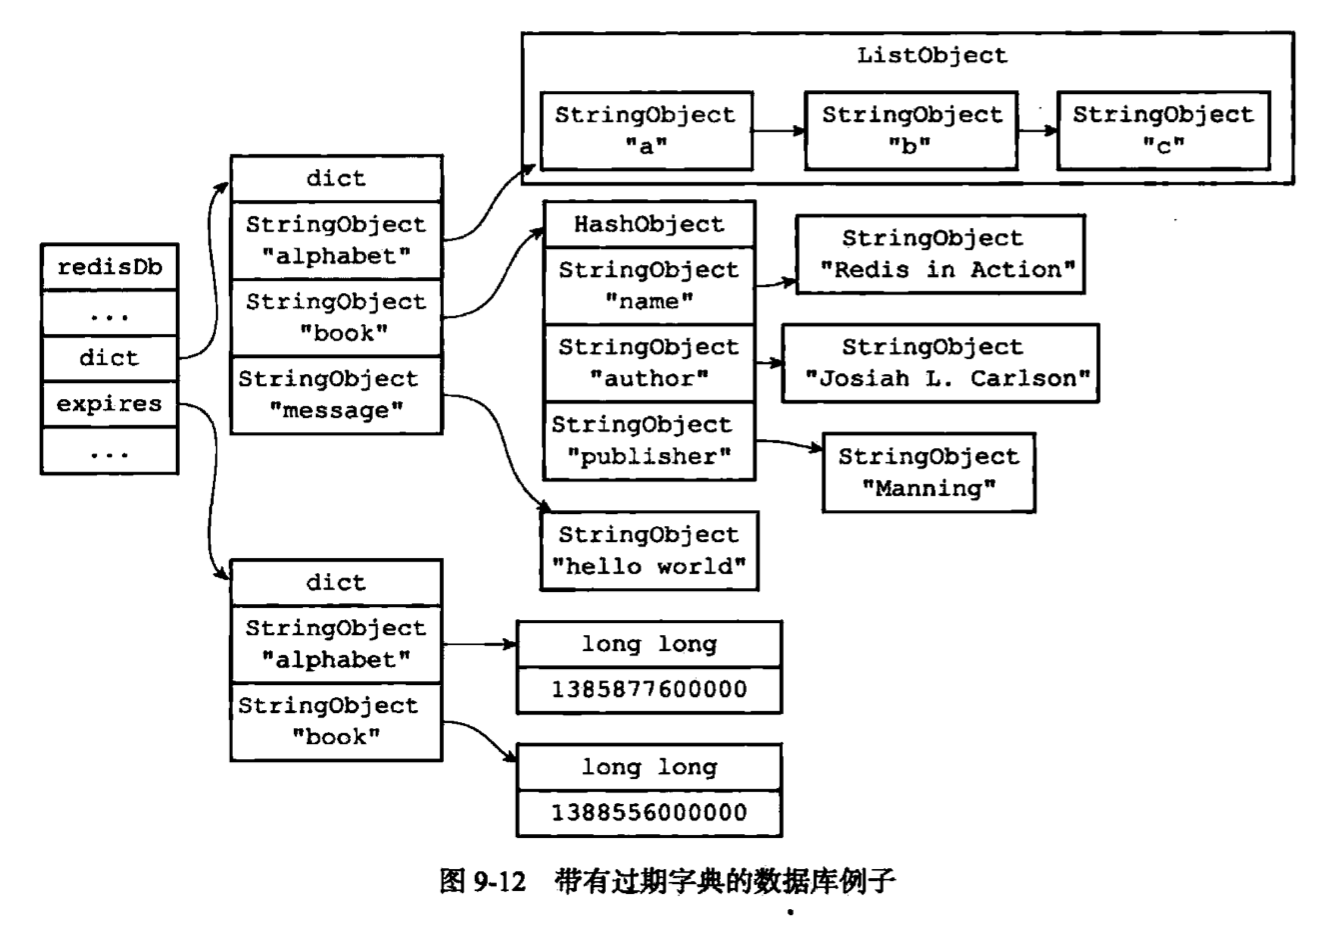 ListObject
StringObject
"a"
StringObject
"b"
StringObject
"c"
redisDb
...
dict
expires
...
dict
StringObject
"alphabet"
StringObject
"book"
StringObject
"message"
HashObject
StringObject
"name"
StringObject
"author"
StringObject
"publisher"
StringObject
"Redis in Action"
StringObject
"Josiah L. Carlson"
StringObject
"Manning"
StringObject
"hello world"
dict
StringObject
"alphabet"
StringObject
"book"
long long
1385877600000
long long
1388556000000
图 9-12 带有过期字典的数据库例子